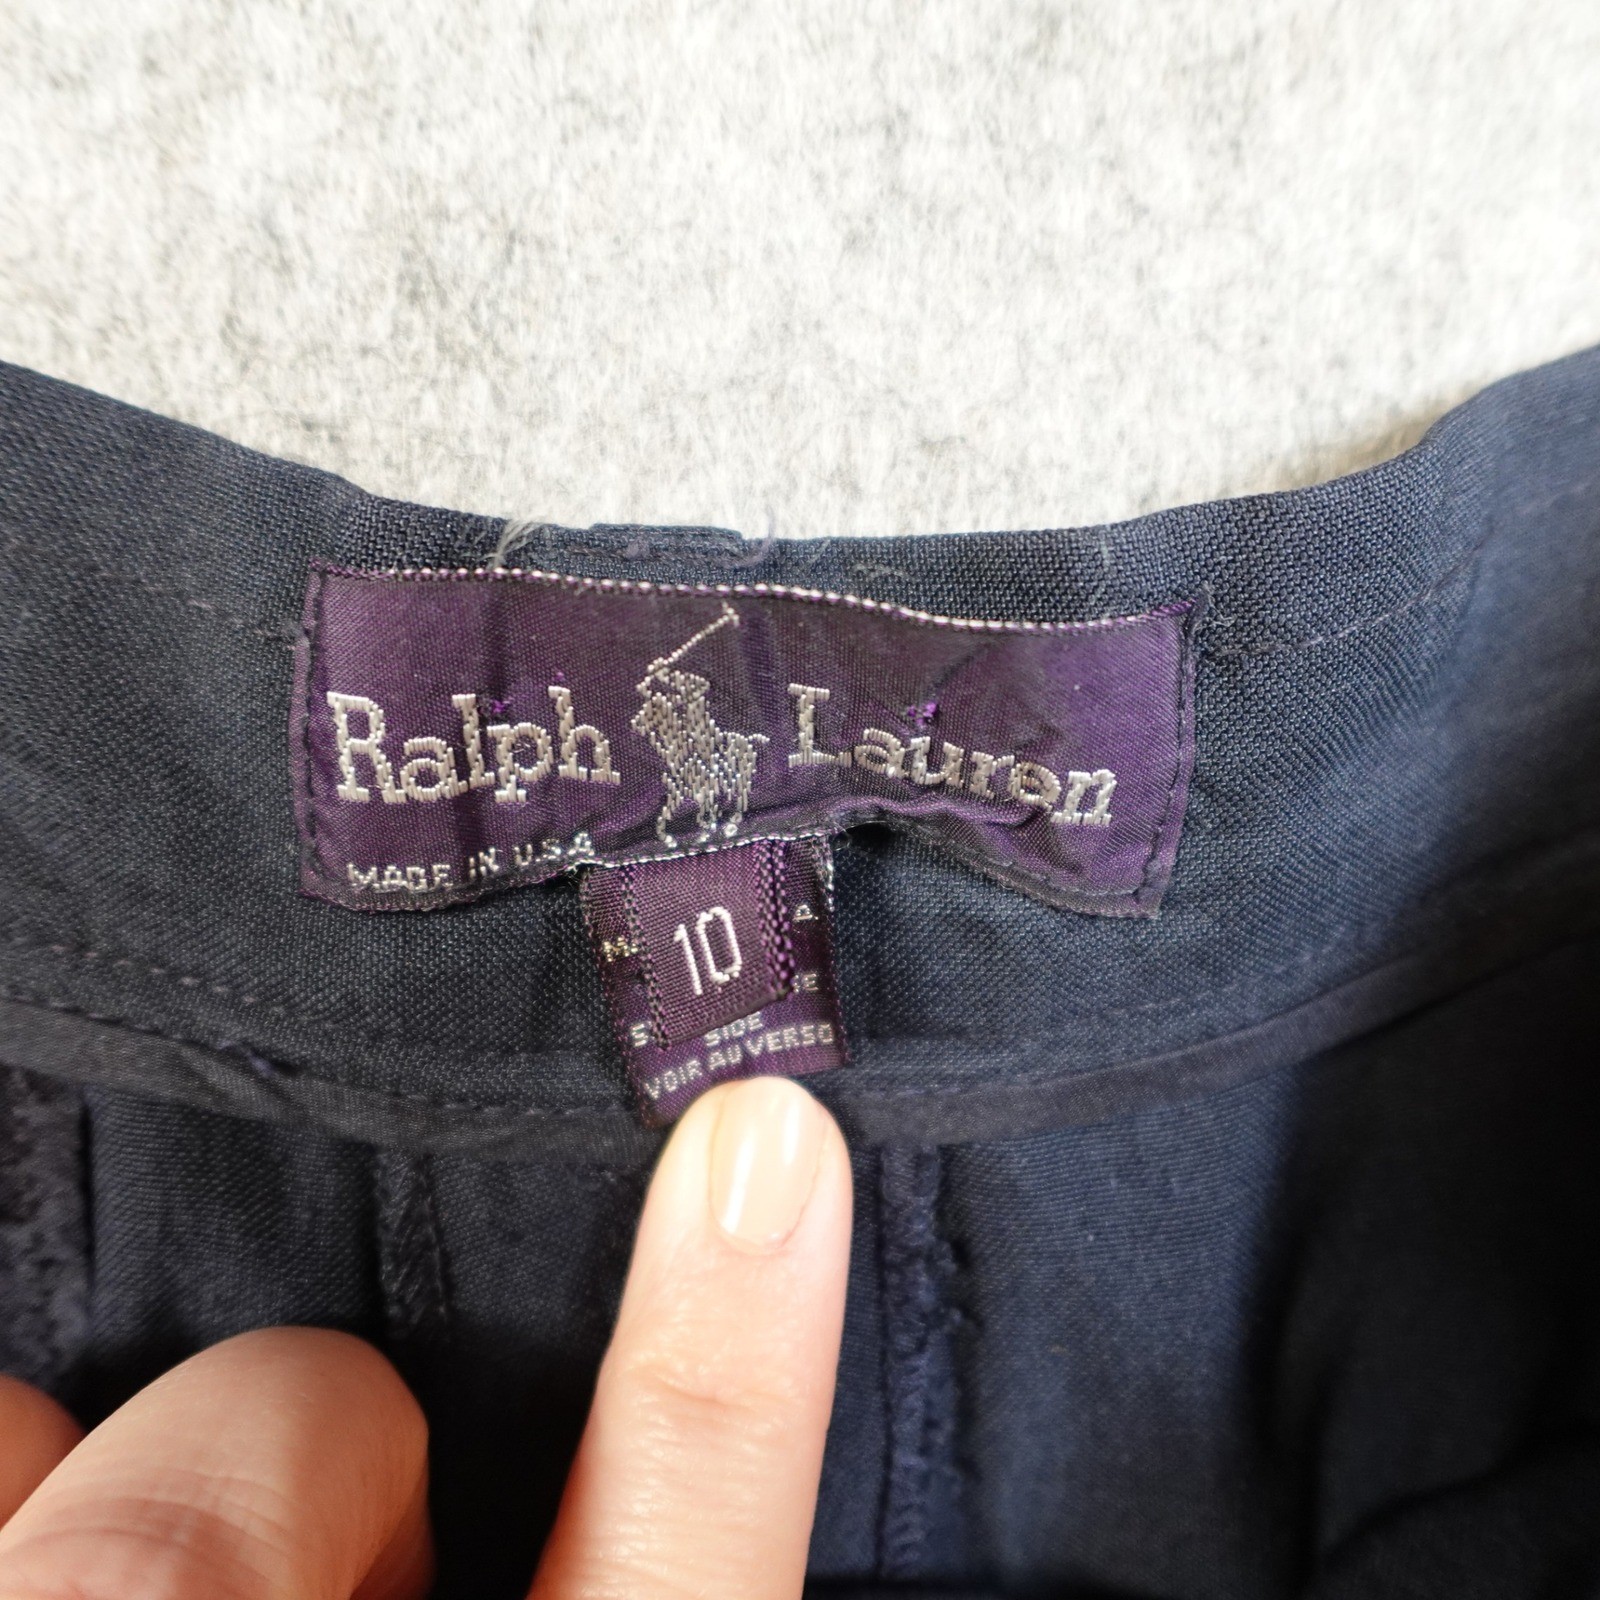 Ralph Lauren
MADE IN U.S.A
10
SIDE
VOIR AU VERSO